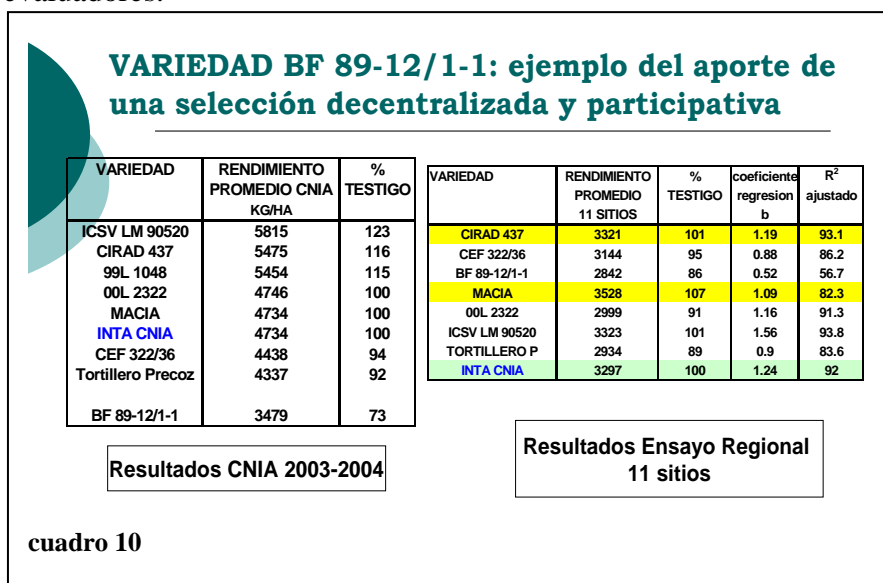 evaluadores.
VARIEDAD BF 89-12/1-1: ejemplo del aporte de
una selección decentralizada y participativa
VARIEDAD RENDIMIENTO %
PROMEDIO CNIA TESTIGO
KG/HA
ICSV LM 90520 5815 123
CIRAD 437 5475 116
99L 1048 5454 115
00L 2322 4746 100
MACIA 4734 100
INTA CNIA 4734 100
CEF 322/36 4438 94
Tortillero Precoz 4337 92
BF 89-12/1-1 3479 73
Resultados CNIA 2003-2004
VARIEDAD RENDIMIENTO % coeficiente R²
PROMEDIO TESTIGO regresion ajustado
11 SITIOS b
CIRAD 437 3321 101 1.19 93.1
CEF 322/36 3144 95 0.88 86.2
BF 89-12/1-1 2842 86 0.52 56.7
MACIA 3528 107 1.09 82.3
00L 2322 2999 91 1.16 91.3
ICSV LM 90520 3323 101 1.56 93.8
TORTILLERO P 2934 89 0.9 83.6
INTA CNIA 3297 100 1.24 92
Resultados Ensayo Regional
11 sitios
cuadro 10